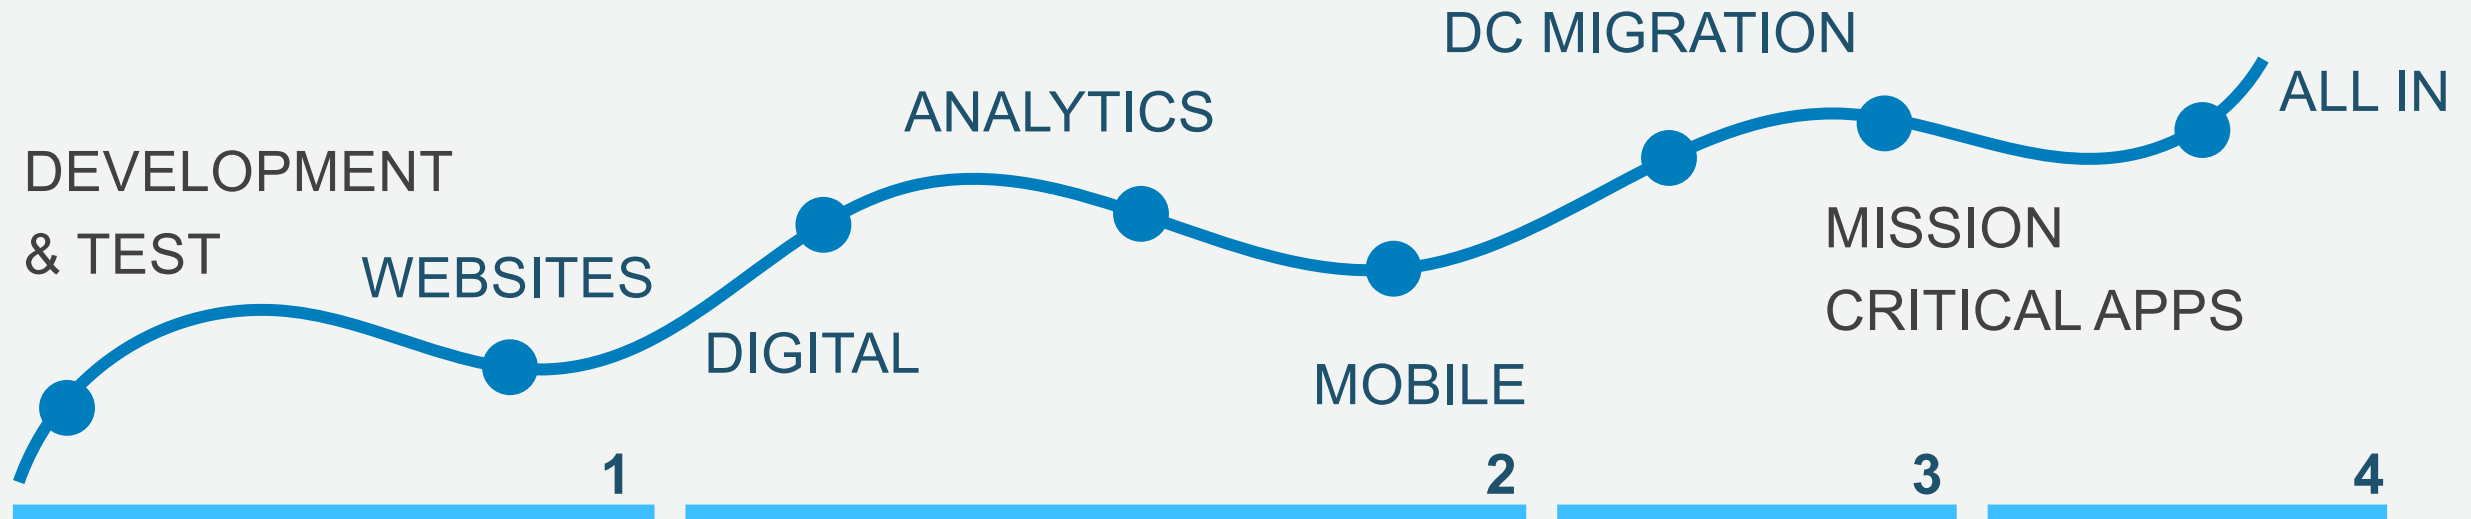 DEVELOPMENT
& TEST
WEBSITES
DIGITAL
ANALYTICS
MOBILE
DC MIGRATION
MISSION
CRITICAL APPS
ALL IN
1
2
3
4